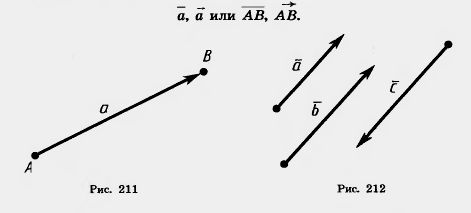 a̅, a⃗ или A̅B̅, A⃗B⃗.
B
a
A
Рис. 211
a̅
b̅
c̅
Рис. 212